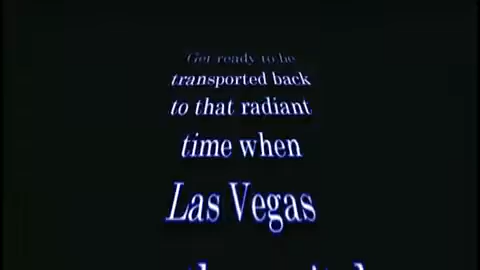 Get ready to be
transported back
to that radiant
time when
Las Vegas